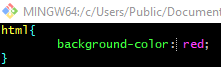 MINGW64:/c/Users/Public/Document
html{
background-color: red;
}